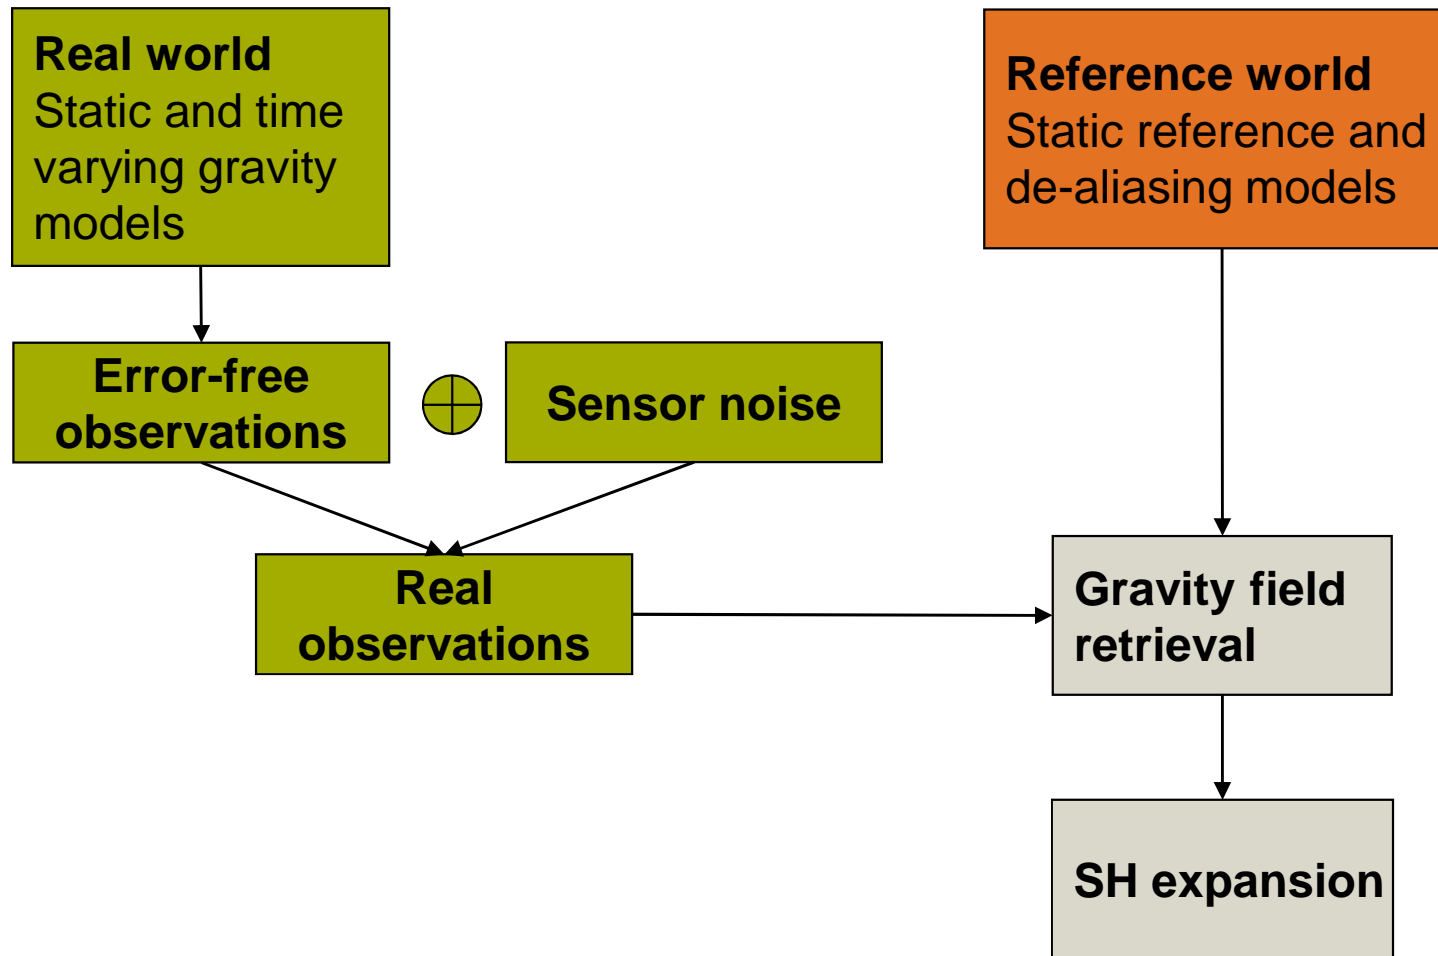 Real world
Static and time
varying gravity
models
Reference world
Static reference and
de-aliasing models
Error-free
observations
Sensor noise
Real
observations
Gravity field
retrieval
SH expansion